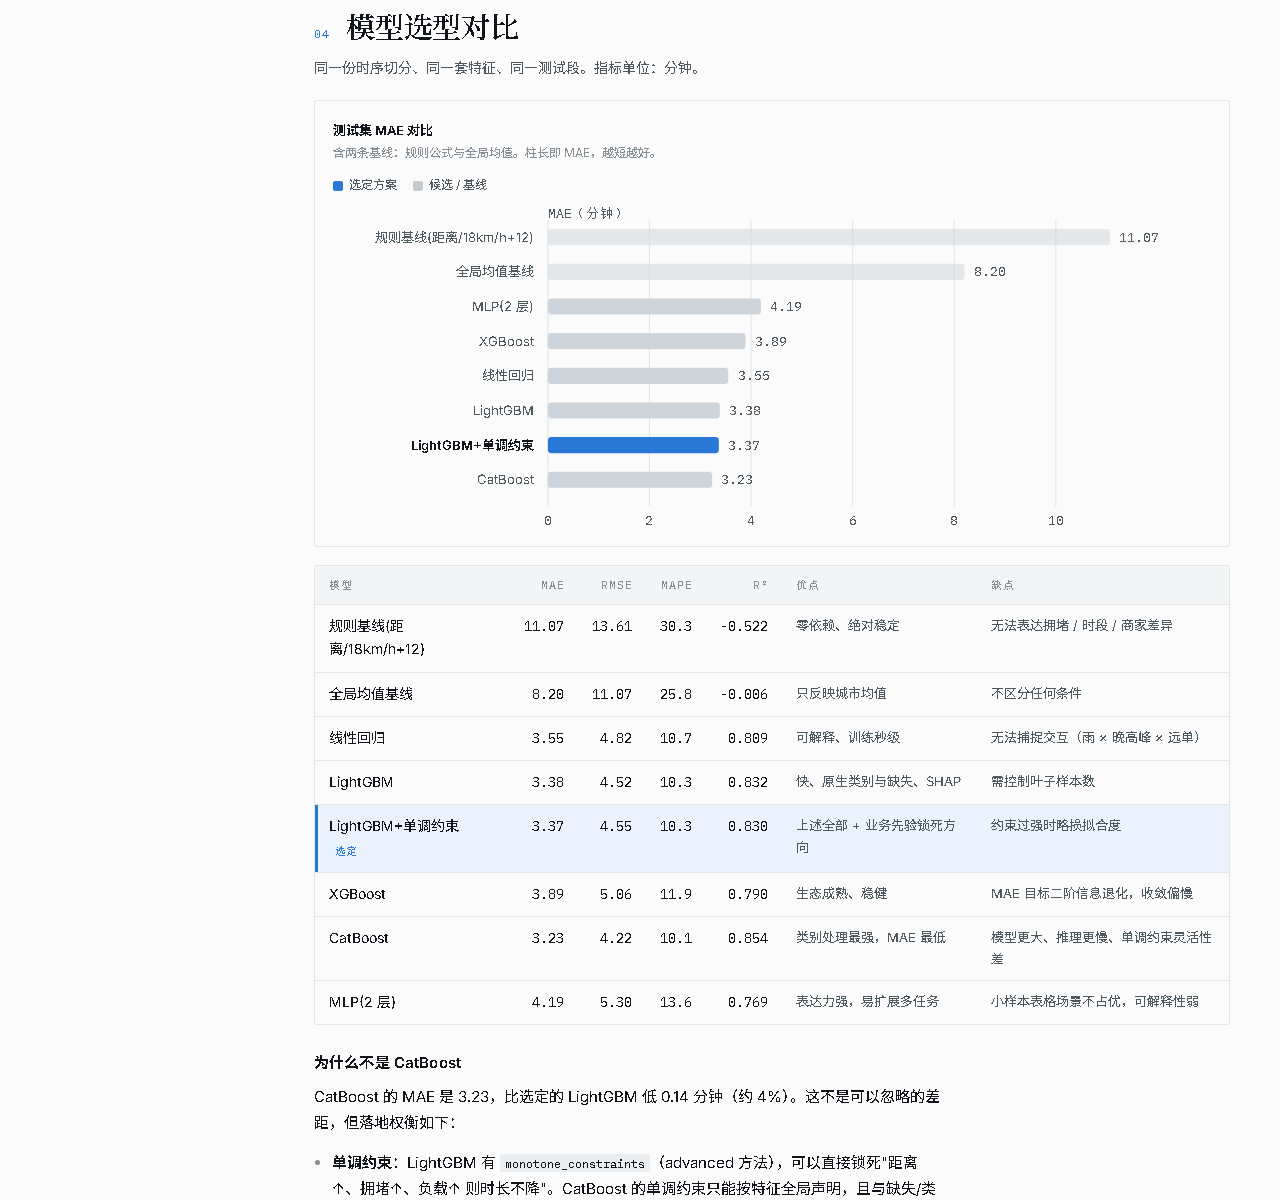 04 模型选型对比
同一份时序切分、同一套特征、同一测试段。指标单位：分钟。
测试集 MAE 对比
含两条基线：规则公式与全局均值。柱长即 MAE，越短越好。
选定方案 候选 / 基线
MAE（分钟）
规则基线(距离/18km/h+12) 11.07
全局均值基线 8.20
MLP(2 层) 4.19
XGBoost 3.89
线性回归 3.55
LightGBM 3.38
LightGBM+单调约束 3.37
CatBoost 3.23
0 2 4 6 8 10
模型 MAE RMSE MAPE R² 优点 缺点
规则基线(距 11.07 13.61 30.3 -0.522 零依赖、绝对稳定 无法表达拥堵 / 时段 / 商家差异
离/18km/h+12)
全局均值基线 8.20 11.07 25.8 -0.006 只反映城市均值 不区分任何条件
线性回归 3.55 4.82 10.7 0.809 可解释、训练秒级 无法捕捉交互（雨 × 晚高峰 × 远单）
LightGBM 3.38 4.52 10.3 0.832 快、原生类别与缺失、SHAP 需控制叶子样本数
LightGBM+单调约束 3.37 4.55 10.3 0.830 上述全部 + 业务先验锁死方 约束过强时略损拟合度
选定 向
XGBoost 3.89 5.06 11.9 0.790 生态成熟、稳健 MAE 目标二阶信息退化，收敛偏慢
CatBoost 3.23 4.22 10.1 0.854 类别处理最强，MAE 最低 模型更大、推理更慢、单调约束灵活性
差
MLP(2 层) 4.19 5.30 13.6 0.769 表达力强，易扩展多任务 小样本表格场景不占优，可解释性弱
为什么不是 CatBoost
CatBoost 的 MAE 是 3.23，比选定的 LightGBM 低 0.14 分钟（约 4%）。这不是可以忽略的差
距，但落地权衡如下：
• 单调约束：LightGBM 有 monotone_constraints （advanced 方法），可以直接锁死"距离
↑、拥堵↑、负载↑ 则时长不降"。CatBoost 的单调约束只能按特征全局声明，且与缺失/类